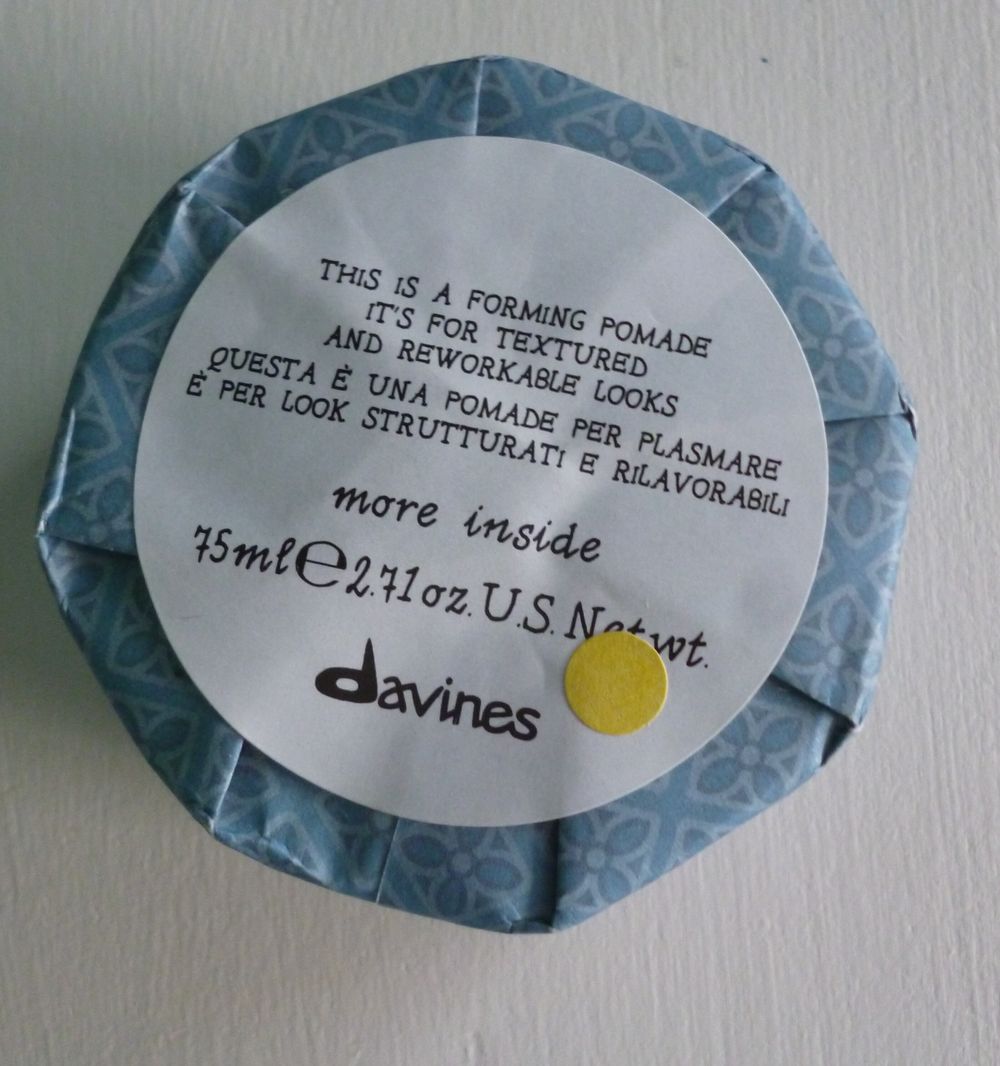 THIS IS A FORMING POMADE
IT'S FOR TEXTURED
AND REWORKABLE LOOKS
QUESTA È UNA POMADE PER PLASMARE
È PER LOOK STRUTTURATI E RILAVORABILI
more inside
75ml℮2.71oz.U.S.Net wt.
davines